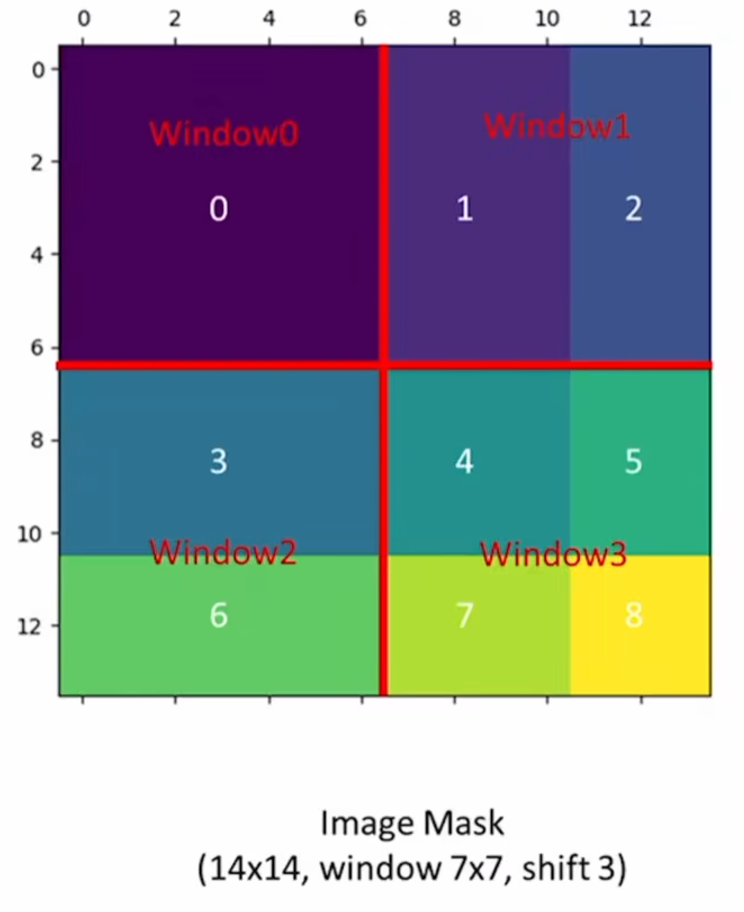 0 2 4 6 8 10 12
0
Window0 Window1
2
0 1 2
4
6
8
3 4 5
10
Window2 Window3
12
6 7 8
Image Mask
(14x14, window 7x7, shift 3)